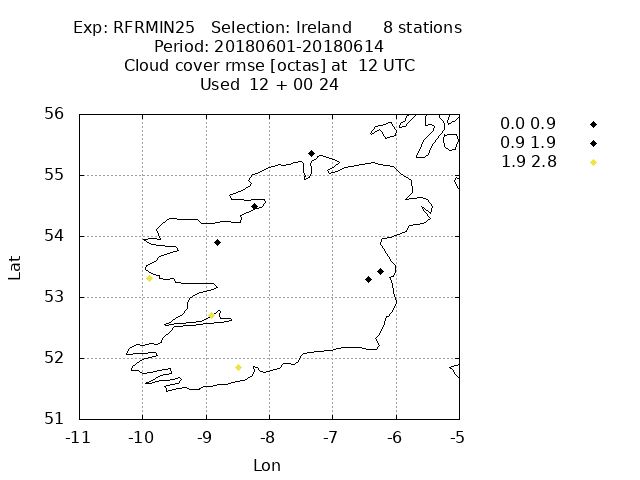 Exp: RFRMIN25 Selection: Ireland 8 stations
Period: 20180601-20180614
Cloud cover rmse [octas] at 12 UTC
Used 12 + 00 24
0.0 0.9
0.9 1.9
1.9 2.8
56
55
54
53
52
51
Lat
-11 -10 -9 -8 -7 -6 -5
Lon